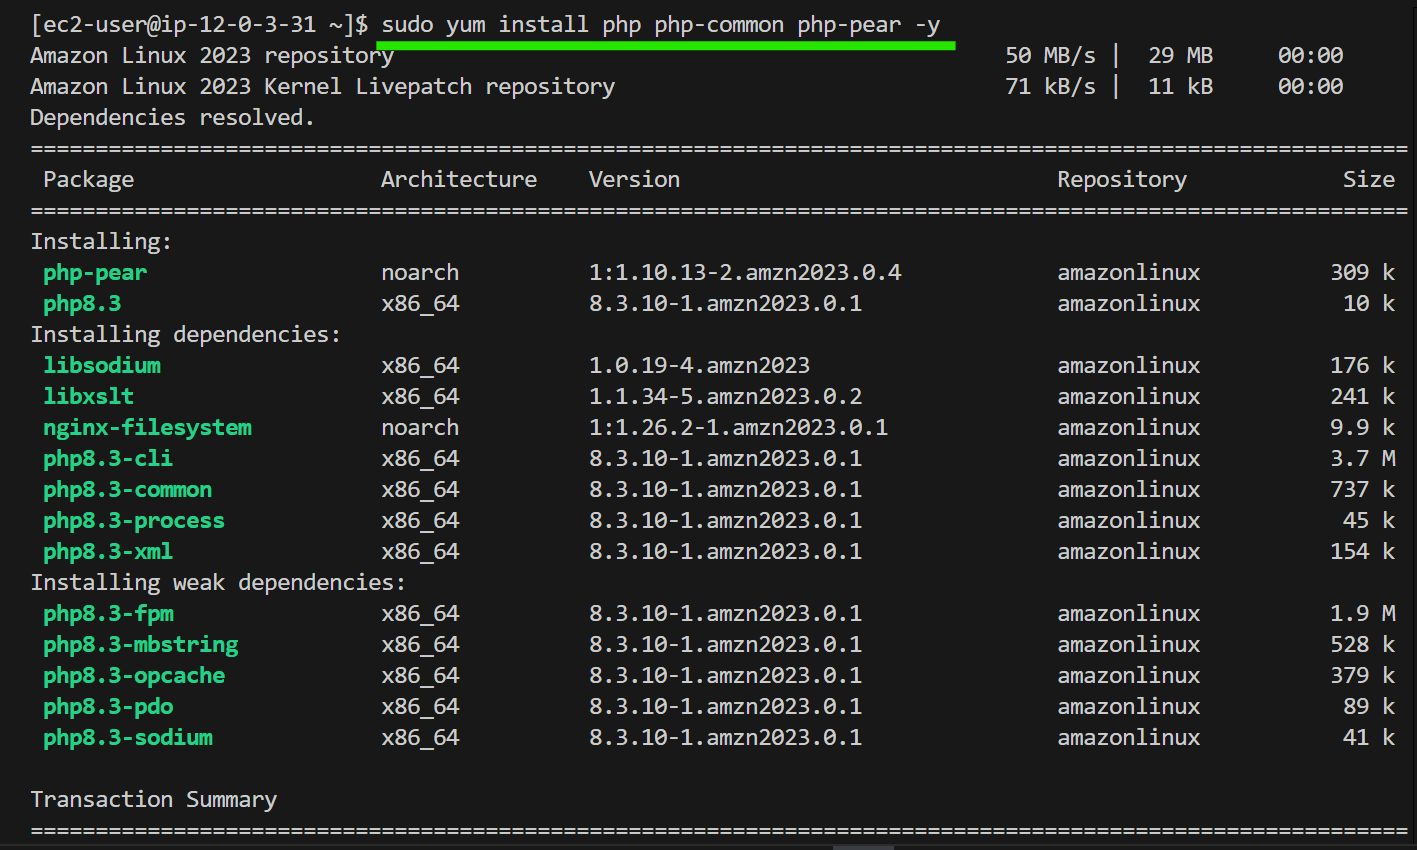 [ec2-user@ip-12-0-3-31 ~]$ sudo yum install php php-common php-pear -y
Amazon Linux 2023 repository                                               50 MB/s |  29 MB     00:00
Amazon Linux 2023 Kernel Livepatch repository                              71 kB/s |  11 kB     00:00
Dependencies resolved.
==========================================================================================================
 Package                   Architecture    Version                             Repository            Size
==========================================================================================================
Installing:
 php-pear                  noarch          1:1.10.13-2.amzn2023.0.4            amazonlinux          309 k
 php8.3                    x86_64          8.3.10-1.amzn2023.0.1               amazonlinux           10 k
Installing dependencies:
 libsodium                 x86_64          1.0.19-4.amzn2023                   amazonlinux          176 k
 libxslt                   x86_64          1.1.34-5.amzn2023.0.2               amazonlinux          241 k
 nginx-filesystem          noarch          1:1.26.2-1.amzn2023.0.1             amazonlinux          9.9 k
 php8.3-cli                x86_64          8.3.10-1.amzn2023.0.1               amazonlinux          3.7 M
 php8.3-common             x86_64          8.3.10-1.amzn2023.0.1               amazonlinux          737 k
 php8.3-process            x86_64          8.3.10-1.amzn2023.0.1               amazonlinux           45 k
 php8.3-xml                x86_64          8.3.10-1.amzn2023.0.1               amazonlinux          154 k
Installing weak dependencies:
 php8.3-fpm                x86_64          8.3.10-1.amzn2023.0.1               amazonlinux          1.9 M
 php8.3-mbstring           x86_64          8.3.10-1.amzn2023.0.1               amazonlinux          528 k
 php8.3-opcache            x86_64          8.3.10-1.amzn2023.0.1               amazonlinux          379 k
 php8.3-pdo                x86_64          8.3.10-1.amzn2023.0.1               amazonlinux           89 k
 php8.3-sodium             x86_64          8.3.10-1.amzn2023.0.1               amazonlinux           41 k
Transaction Summary
==========================================================================================================